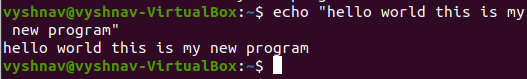 vyshnav@vyshnav-VirtualBox:~$ echo "hello world this is my
 new program"
hello world this is my new program
vyshnav@vyshnav-VirtualBox:~$